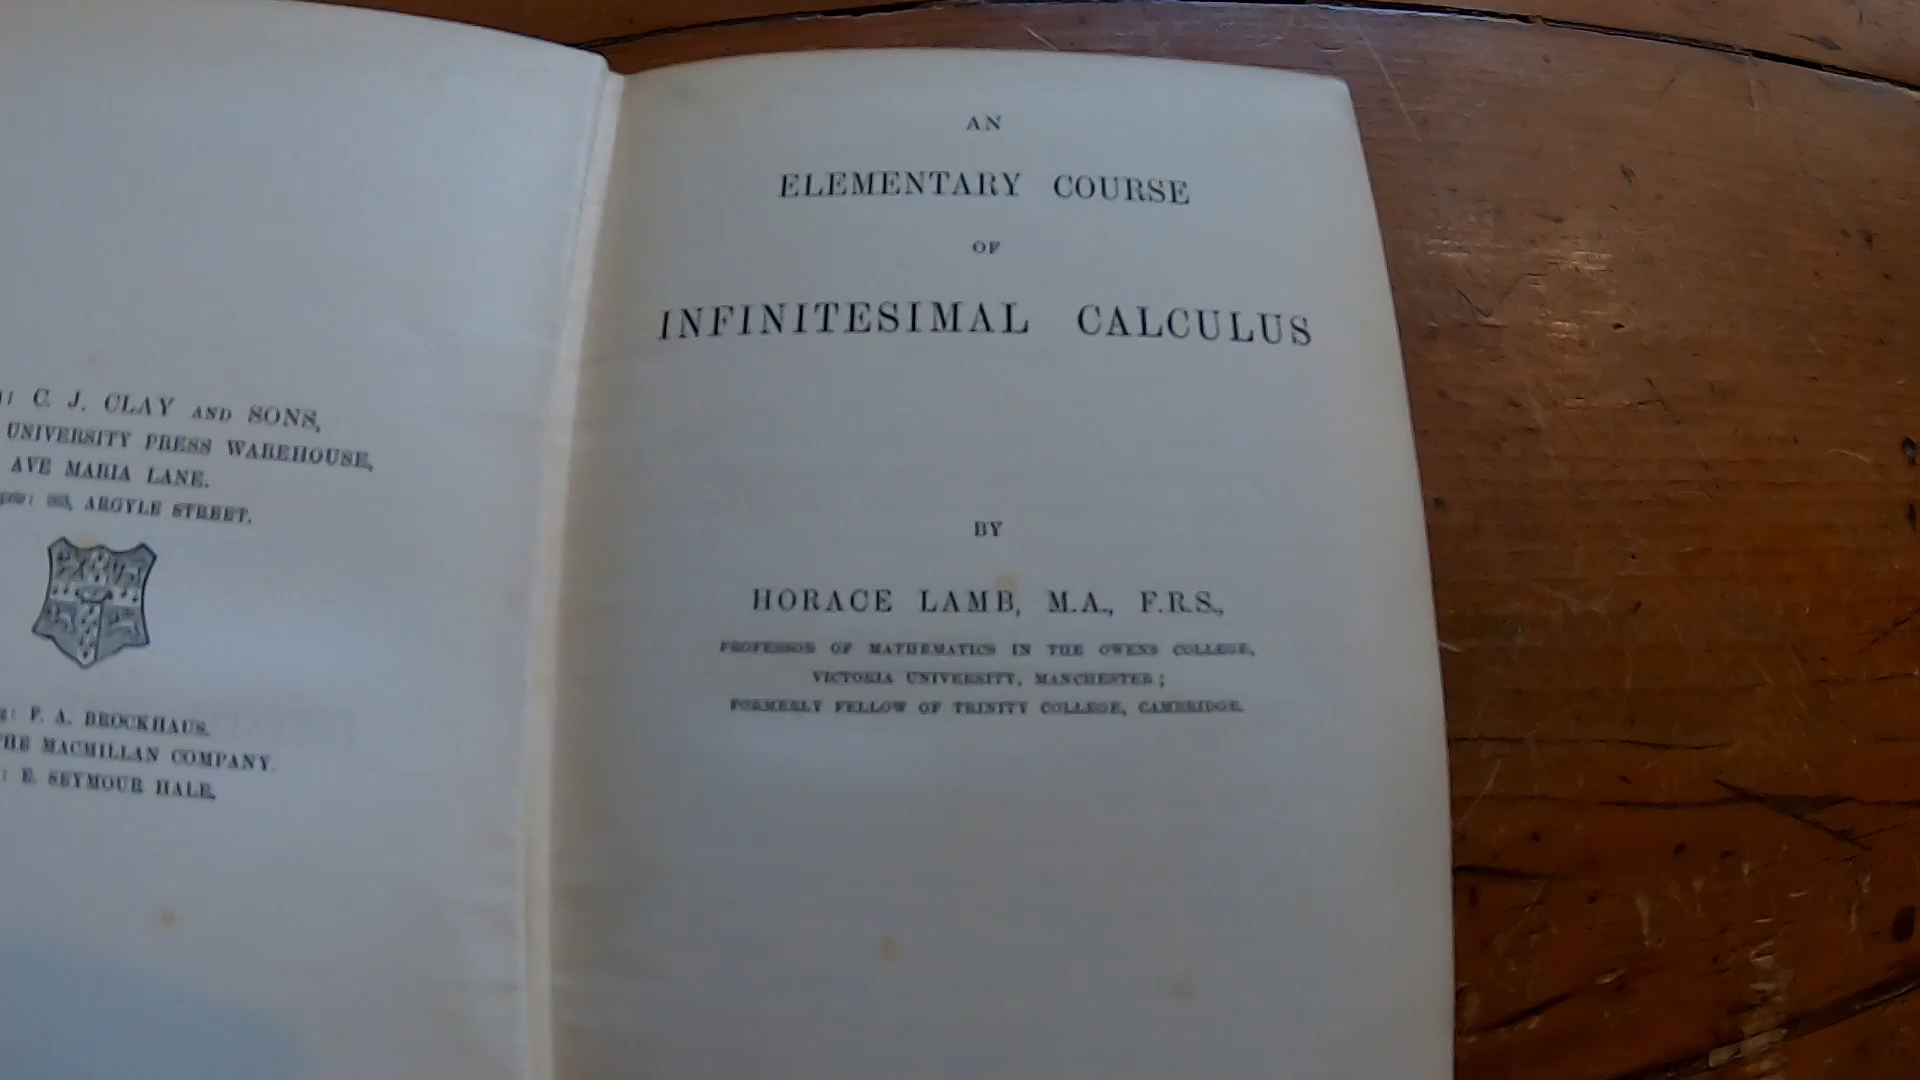 : C. J. CLAY AND SONS,
UNIVERSITY PRESS WAREHOUSE,
AVE MARIA LANE.
ARGYLE STREET.
: F. A. BROCKHAUS.
THE MACMILLAN COMPANY.
: E. SEYMOUR HALE.
AN
ELEMENTARY COURSE
OF
INFINITESIMAL CALCULUS
BY
HORACE LAMB, M.A., F.R.S.,
PROFESSOR OF MATHEMATICS IN THE OWENS COLLEGE,
VICTORIA UNIVERSITY, MANCHESTER;
FORMERLY FELLOW OF TRINITY COLLEGE, CAMBRIDGE.